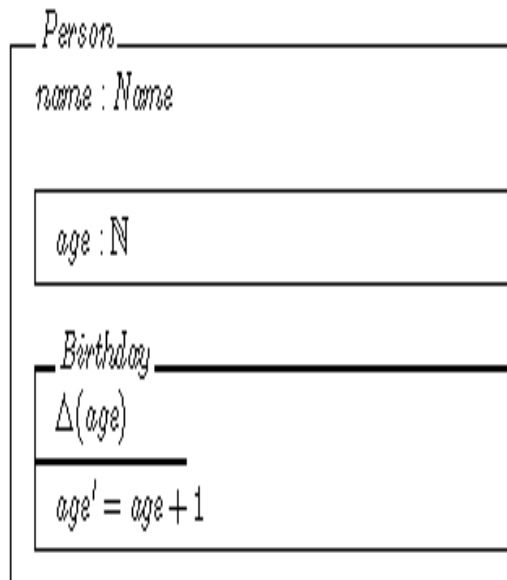 Person
name : Name
age : ℕ
Birthday
Δ(age)
age′ = age + 1